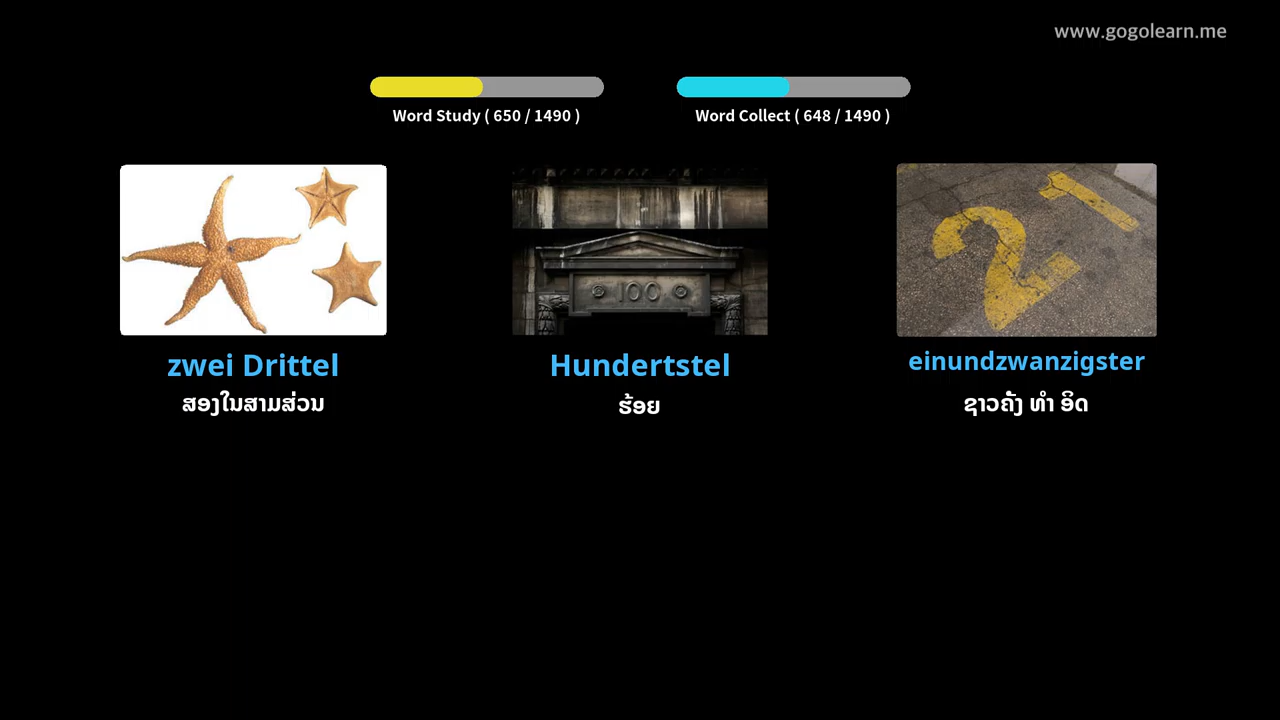 www.gogolearn.me
Word Study ( 650 / 1490 )
Word Collect ( 648 / 1490 )
100
21
zwei Drittel
Hundertstel
einundzwanzigster
ສອງໃນສາມສ່ວນ
ຮ້ອຍ
ຊາວຄັ້ງ ທຳ ອິດ